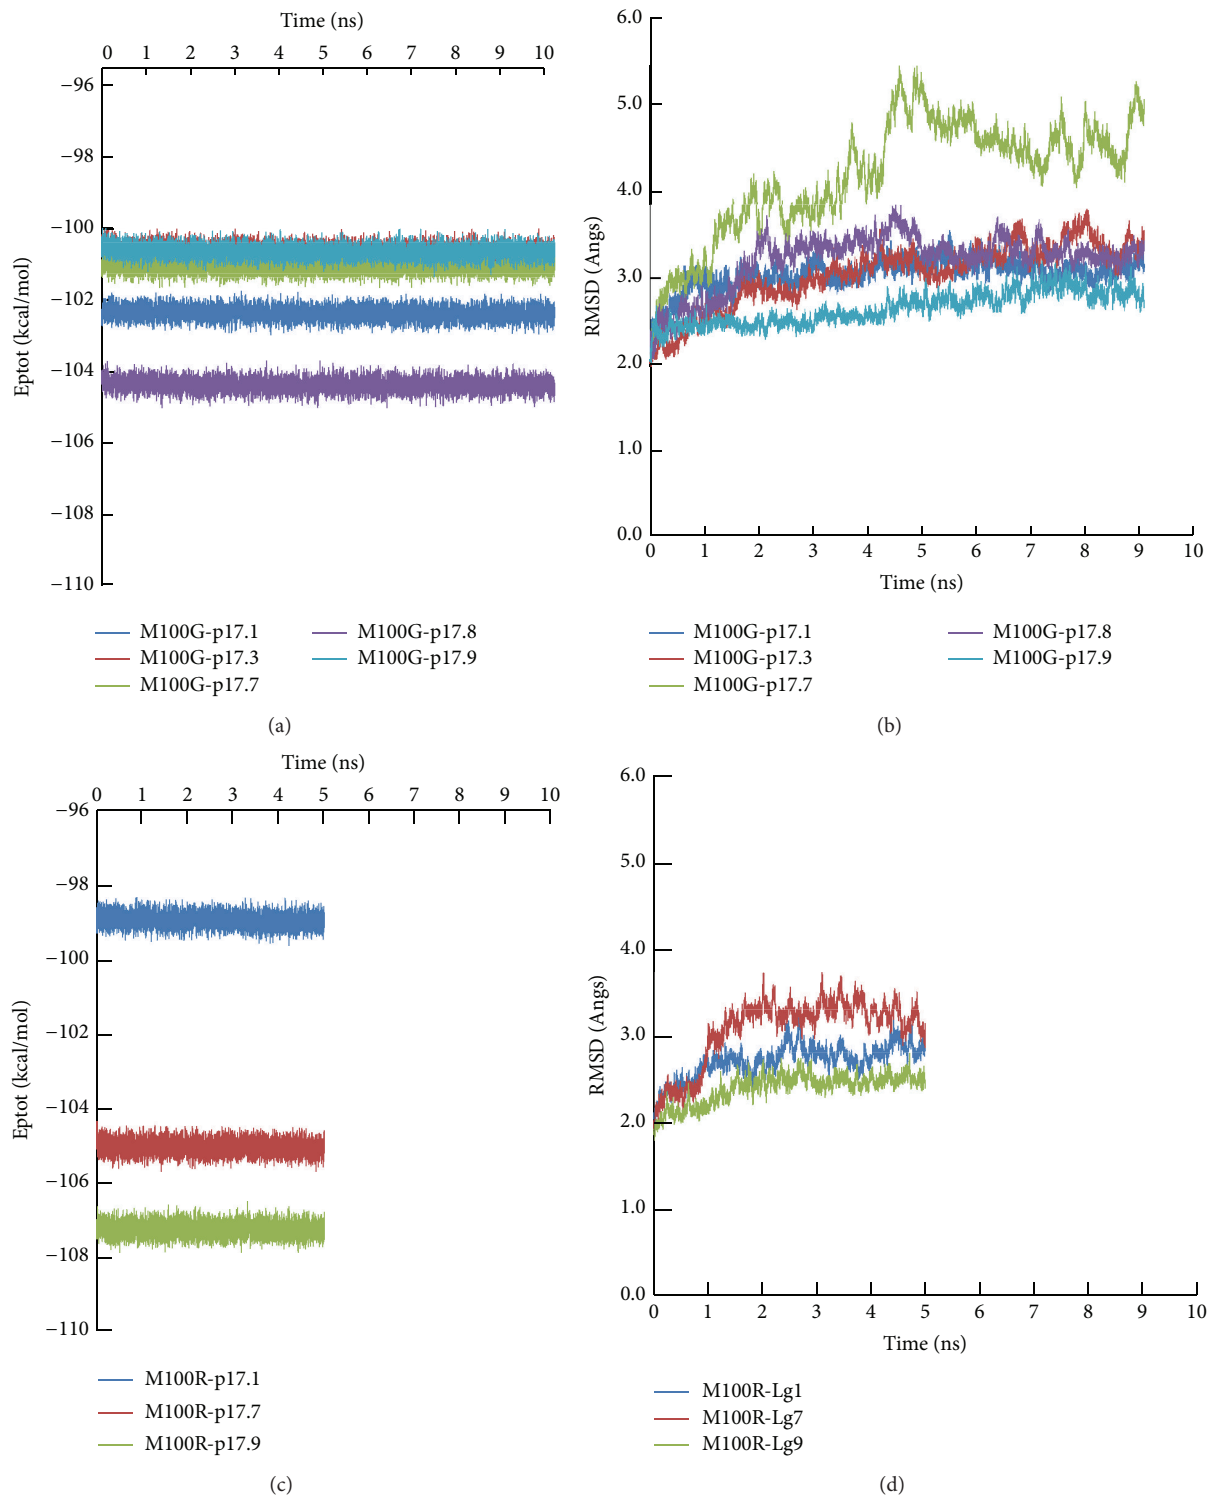 Time (ns)
0 1 2 3 4 5 6 7 8 9 10
−96
−98
−100
−102
−104
−106
−108
−110
Eptot (kcal/mol)
M100G-p17.1
M100G-p17.3
M100G-p17.7
M100G-p17.8
M100G-p17.9
(a)
6.0
5.0
4.0
3.0
2.0
1.0
0.0
RMSD (Angs)
0 1 2 3 4 5 6 7 8 9 10
Time (ns)
M100G-p17.1
M100G-p17.3
M100G-p17.7
M100G-p17.8
M100G-p17.9
(b)
Time (ns)
0 1 2 3 4 5 6 7 8 9 10
−96
−98
−100
−102
−104
−106
−108
−110
Eptot (kcal/mol)
M100R-p17.1
M100R-p17.7
M100R-p17.9
(c)
6.0
5.0
4.0
3.0
2.0
1.0
0.0
RMSD (Angs)
0 1 2 3 4 5 6 7 8 9 10
Time (ns)
M100R-Lg1
M100R-Lg7
M100R-Lg9
(d)